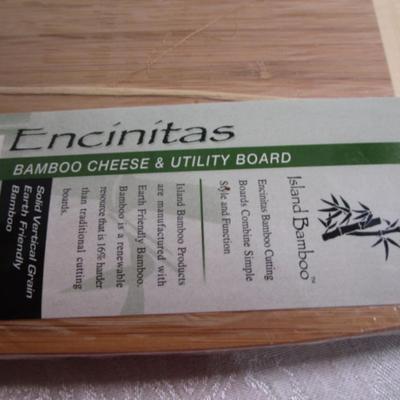 Encinitas
BAMBOO CHEESE & UTILITY BOARD
Island Bamboo™
Encinitas Bamboo Cutting
Boards Combine Simple
Style and Function
Island Bamboo Products
are manufactured with
Earth Friendly Bamboo.
Bamboo is a renewable
resource that is 16% harder
than traditional cutting
boards.
Solid Vertical Grain
Earth Friendly
Bamboo